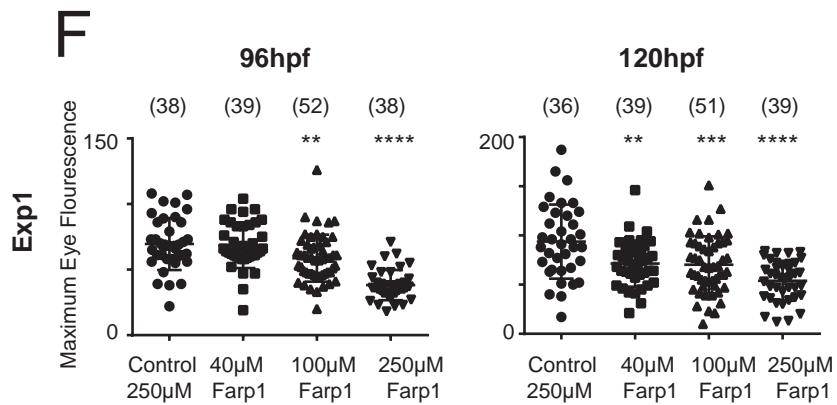 F
96hpf 120hpf
(38) (39) (52) (38) (36) (39) (51) (39)
** **** ** *** ****
150 200
Exp1
Maximum Eye Flourescence
100
0 0
Control 40µM 100µM 250µM Control 40µM 100µM 250µM
250µM Farp1 Farp1 Farp1 250µM Farp1 Farp1 Farp1